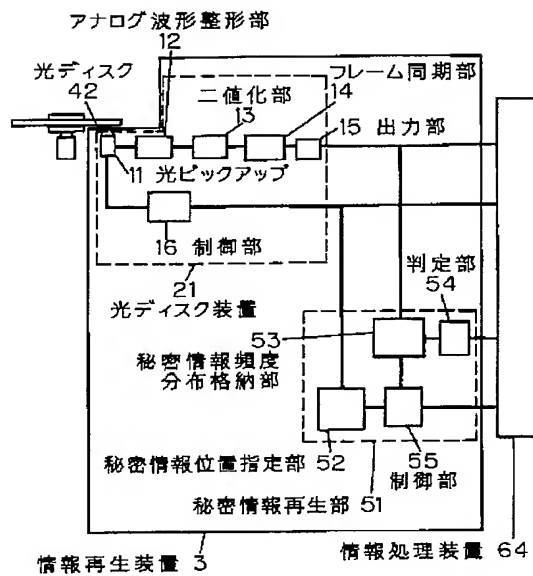 アナログ波形整形部
12
光ディスク
42
フレーム同期部
二値化部
13
14
15 出力部
11 光ピックアップ
16 制御部
21
光ディスク装置
判定部
54
53
秘密情報頻度
分布格納部
秘密情報位置指定部 52
55
制御部
秘密情報再生部 51
情報再生装置 3
情報処理装置 64